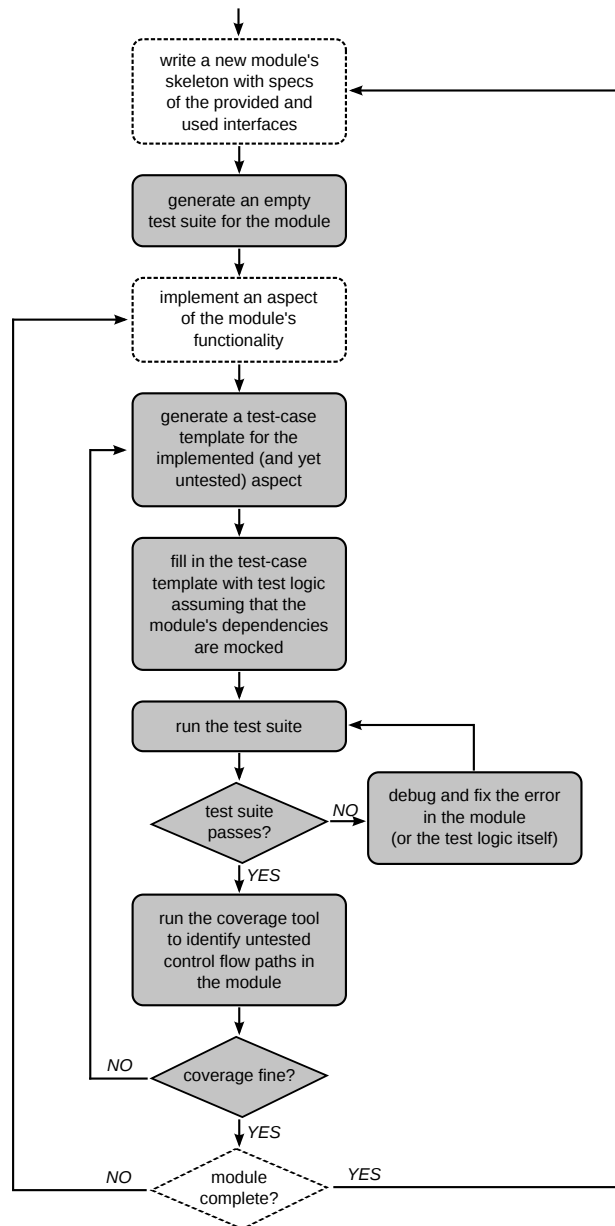 write a new module's
skeleton with specs
of the provided and
used interfaces
generate an empty
test suite for the module
implement an aspect
of the module's
functionality
generate a test-case
template for the
implemented (and yet
untested) aspect
fill in the test-case
template with test logic
assuming that the
module's dependencies
are mocked
run the test suite
test suite
passes?
NO
debug and fix the error
in the module
(or the test logic itself)
YES
run the coverage tool
to identify untested
control flow paths in
the module
NO
coverage fine?
YES
NO
module
complete?
YES